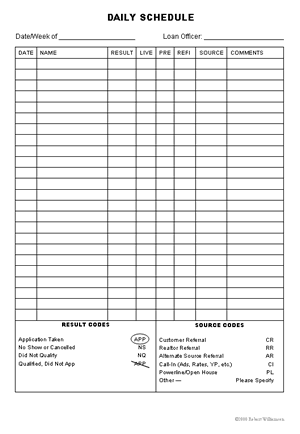 DAILY SCHEDULE
Date/Week of Loan Officer:
DATE NAME RESULT LIVE PRE REFI SOURCE COMMENTS
RESULT CODES SOURCE CODES
Application Taken APP Customer Referral CR
No Show or Cancelled NS Realtor Referral RR
Did Not Qualify NQ Alternate Source Referral AR
Qualified, Did Not App APP Call-In (Ads, Rates, YP, etc.) CI
Powerline/Open House PL
Other — Please Specify